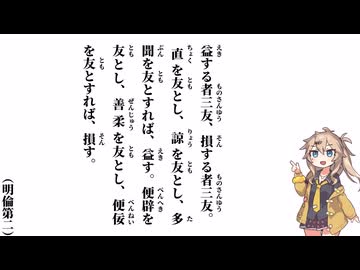 益する者三友、損する者三友。
直を友とし、諒を友とし、多
聞を友とすれば、益す。便辟を
友とし、善柔を友とし、便佞
を友とすれば、損す。
(明倫第二)